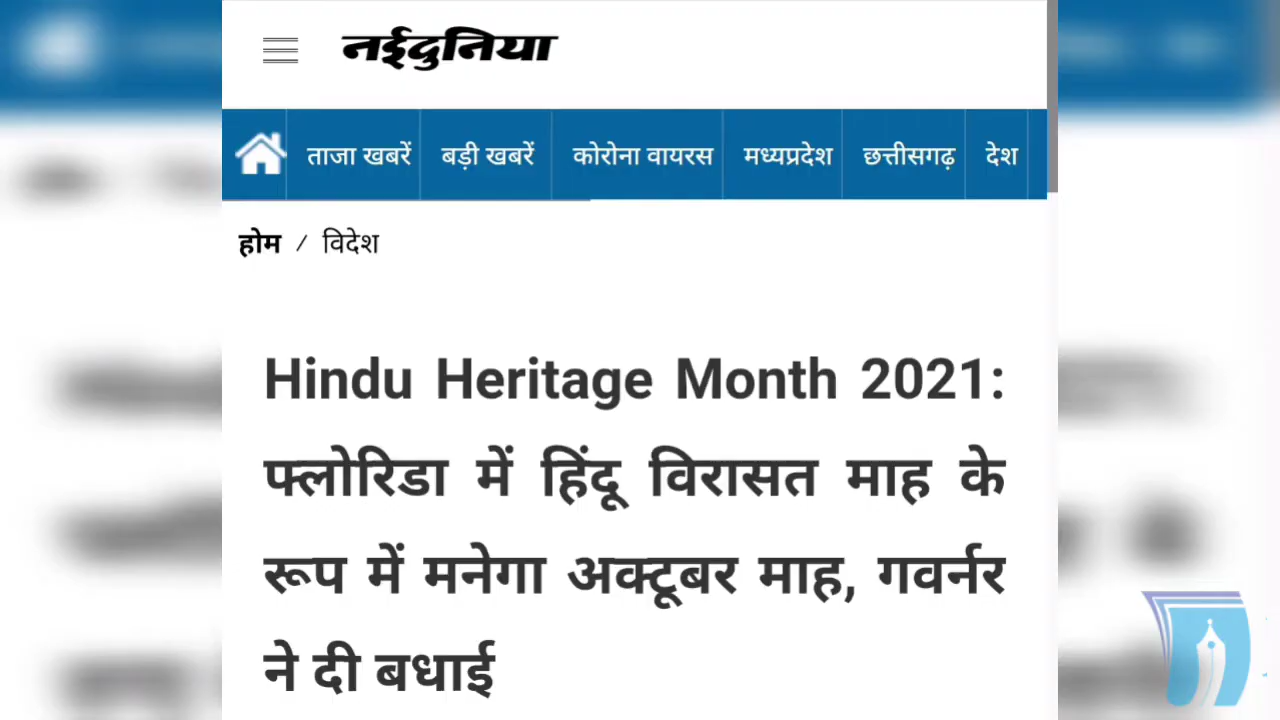 नईदुनिया
ताजा खबरें बड़ी खबरें कोरोना वायरस मध्यप्रदेश छत्तीसगढ़ देश
होम / विदेश
Hindu Heritage Month 2021:
फ्लोरिडा में हिंदू विरासत माह के
रूप में मनेगा अक्टूबर माह, गवर्नर
ने दी बधाई